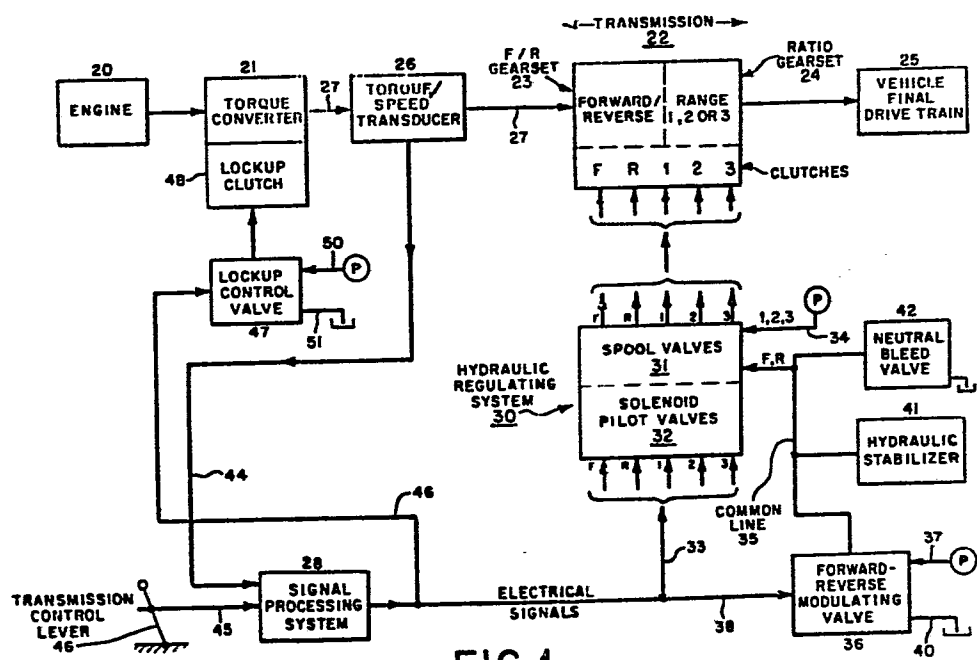 TRANSMISSION
22
F/R
GEARSET
23
RATIO
GEARSET
24
20
ENGINE
21
TORQUE
CONVERTER
LOCKUP
CLUTCH
48
27
26
TORQUE/
SPEED
TRANSDUCER
27
FORWARD/
REVERSE
RANGE
1, 2 OR 3
F R 1 2 3
CLUTCHES
25
VEHICLE
FINAL
DRIVE TRAIN
50
P
LOCKUP
CONTROL
VALVE
47
51
F R 1 2 3
P
1,2,3
34
F,R
HYDRAULIC
REGULATING
SYSTEM
30
SPOOL VALVES
31
SOLENOID
PILOT VALVES
32
F R 1 2 3
42
NEUTRAL
BLEED
VALVE
41
HYDRAULIC
STABILIZER
COMMON
LINE
35
44
46
33
37
P
28
SIGNAL
PROCESSING
SYSTEM
TRANSMISSION
CONTROL
LEVER
46
45
ELECTRICAL
SIGNALS
38
FORWARD-
REVERSE
MODULATING
VALVE
36
40